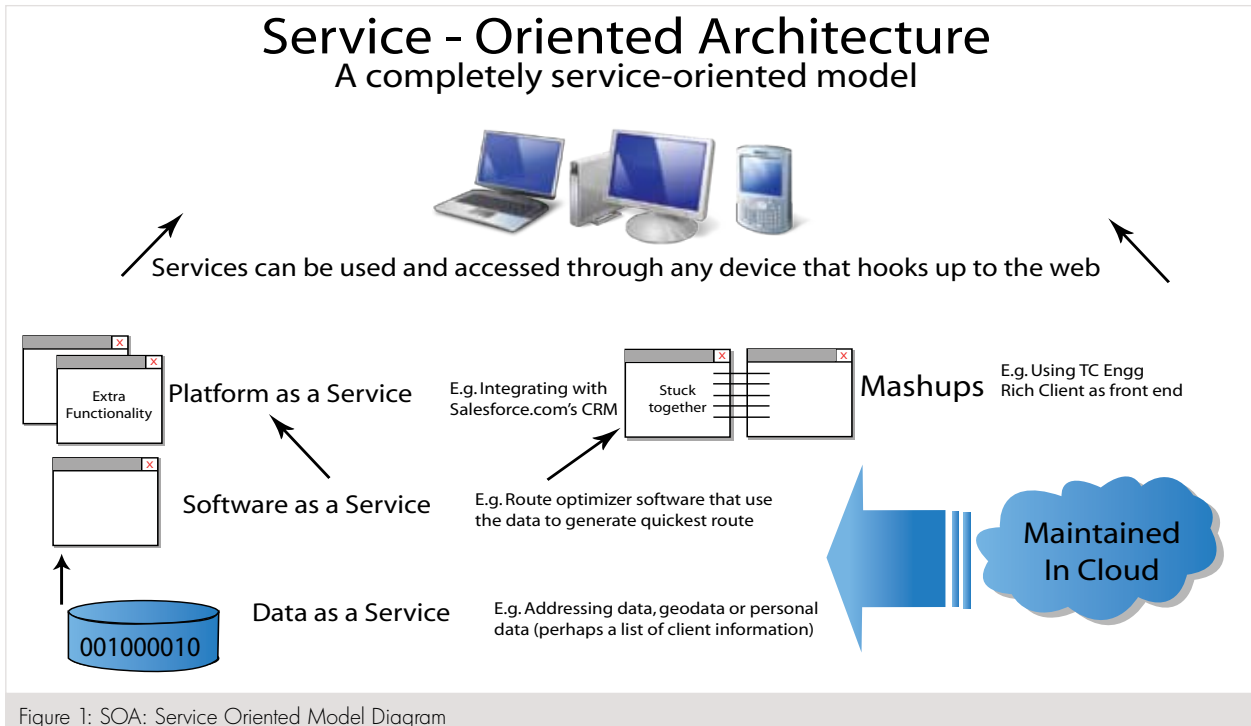 Service - Oriented Architecture
A completely service-oriented model
Services can be used and accessed through any device that hooks up to the web
X
X
Extra
Functionality
Platform as a Service
E.g. Integrating with
Salesforce.com's CRM
X
Stuck
together
X
Mashups
E.g. Using TC Engg
Rich Client as front end
X
Software as a Service
E.g. Route optimizer software that use
the data to generate quickest route
Maintained
In Cloud
001000010
Data as a Service
E.g. Addressing data, geodata or personal
data (perhaps a list of client information)
Figure 1: SOA: Service Oriented Model Diagram